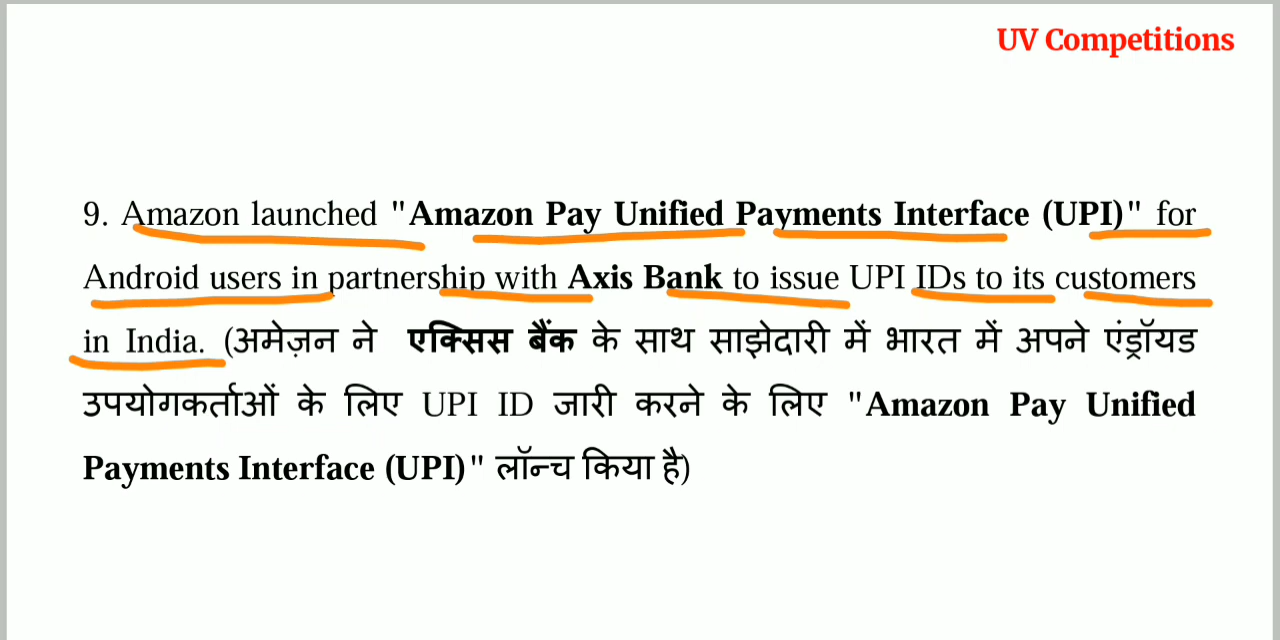 UV Competitions
9. Amazon launched "Amazon Pay Unified Payments Interface (UPI)" for
Android users in partnership with Axis Bank to issue UPI IDs to its customers
in India. (अमेज़न ने एक्सिस बैंक के साथ साझेदारी में भारत में अपने एंड्रॉयड
उपयोगकर्ताओं के लिए UPI ID जारी करने के लिए "Amazon Pay Unified
Payments Interface (UPI)" लॉन्च किया है)